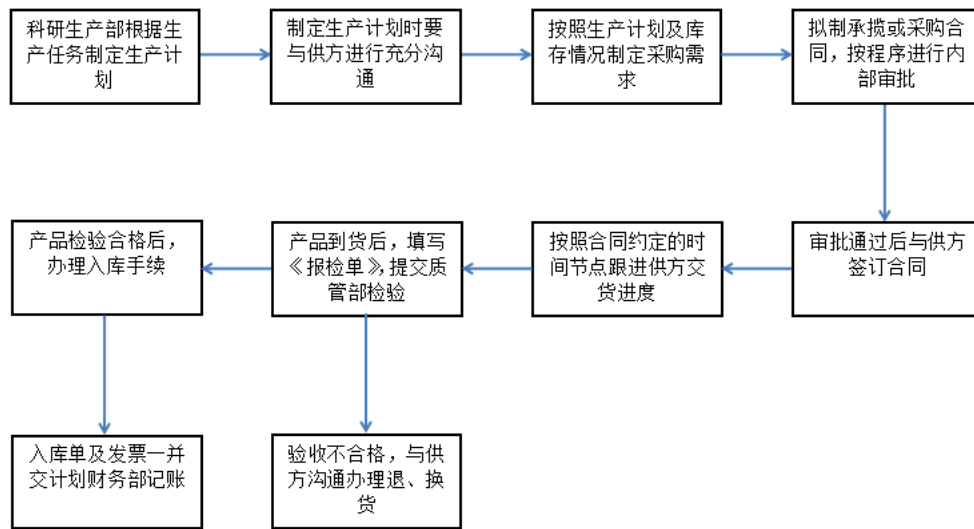 科研生产部根据生
产任务制定生产计
划
制定生产计划时要
与供方进行充分沟
通
按照生产计划及库
存情况制定采购需
求
拟制承揽或采购合
同，按程序进行内
部审批
产品检验合格后，
办理入库手续
产品到货后，填写
《报检单》，提交质
管部检验
按照合同约定的时
间节点跟进供方交
货进度
审批通过后与供方
签订合同
入库单及发票一并
交计划财务部记账
验收不合格，与供
方沟通办理退、换
货